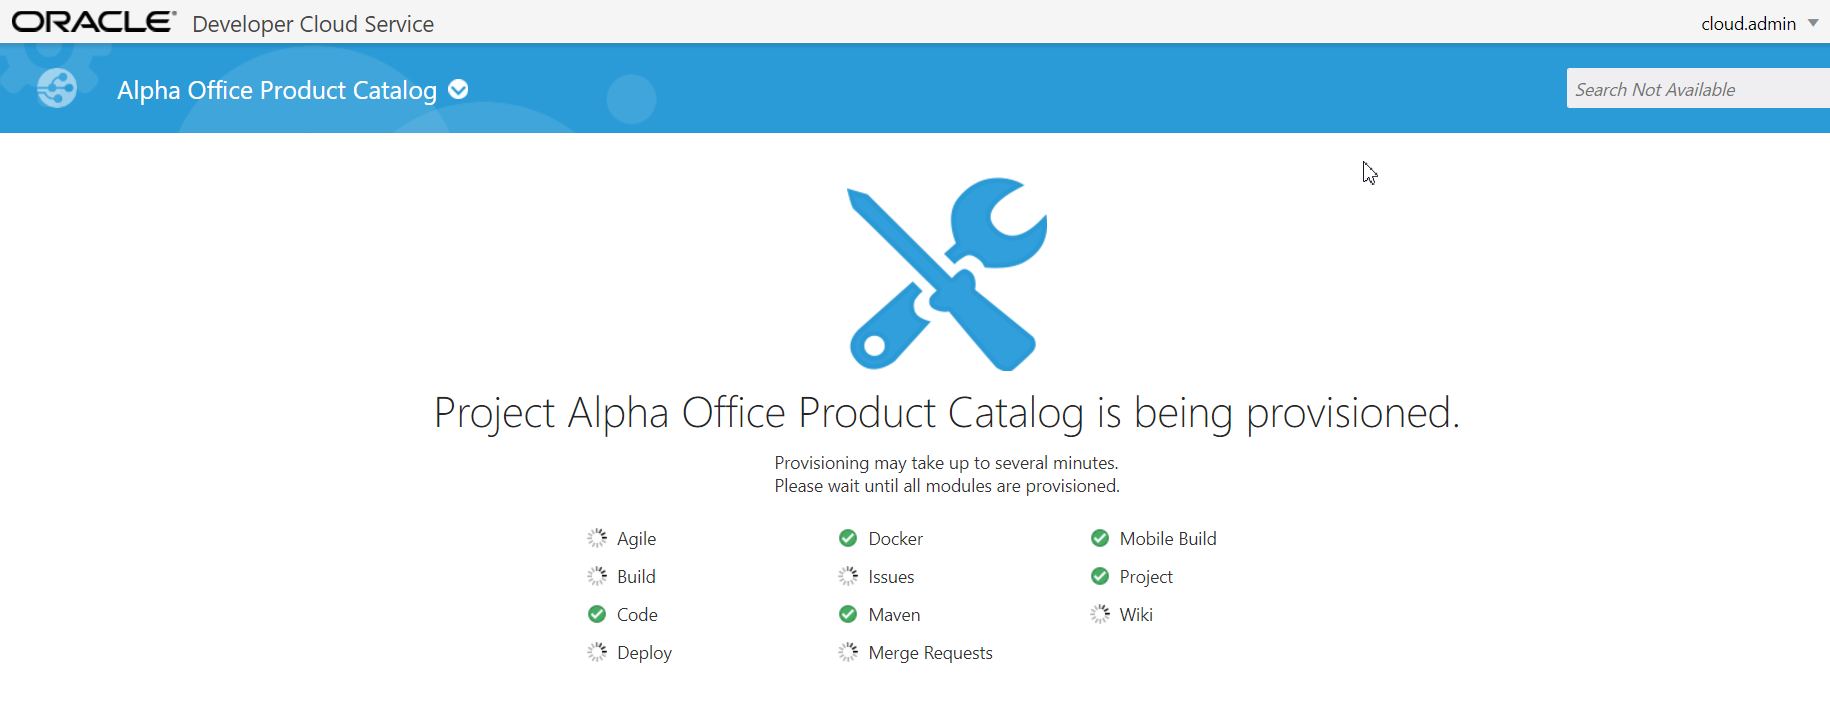 ORACLE® Developer Cloud Service
cloud.admin
Alpha Office Product Catalog
Search Not Available
Project Alpha Office Product Catalog is being provisioned.
Provisioning may take up to several minutes.
Please wait until all modules are provisioned.
Agile
Build
Code
Deploy
Docker
Issues
Maven
Merge Requests
Mobile Build
Project
Wiki